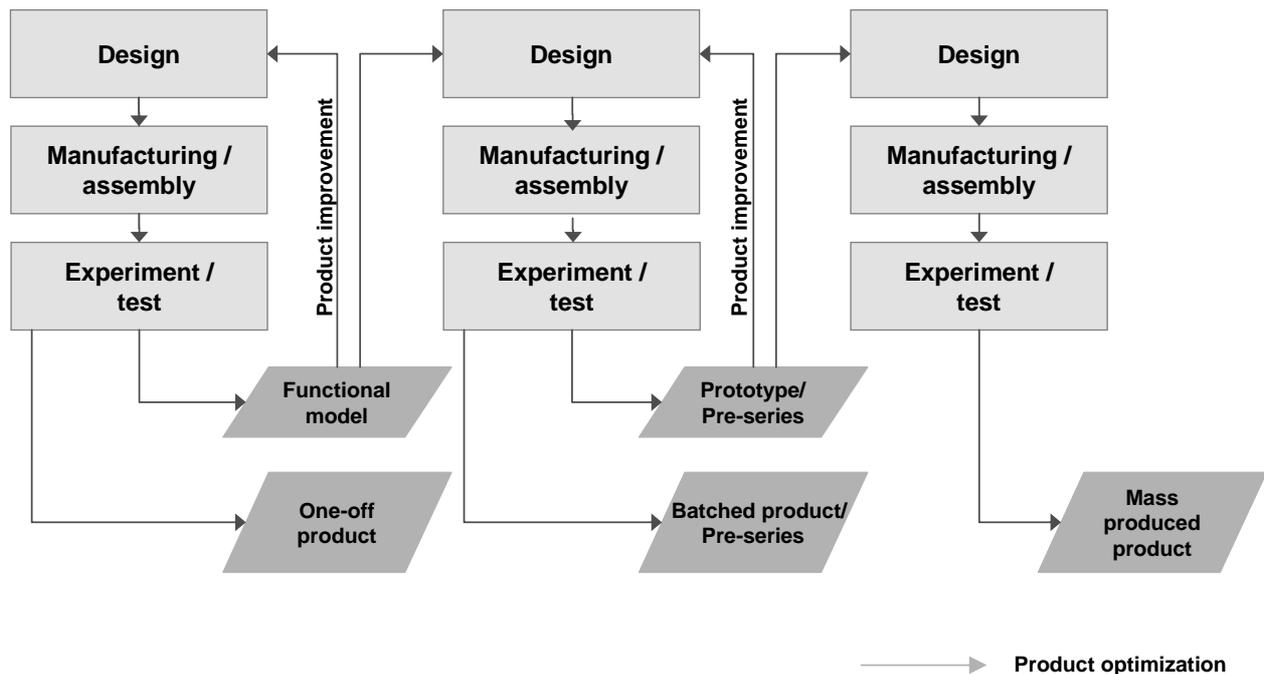 Design
Manufacturing /
assembly
Experiment /
test
Product improvement
Functional
model
One-off
product
Design
Manufacturing /
assembly
Experiment /
test
Product improvement
Prototype/
Pre-series
Batched product/
Pre-series
Design
Manufacturing /
assembly
Experiment /
test
Mass
produced
product
Product optimization